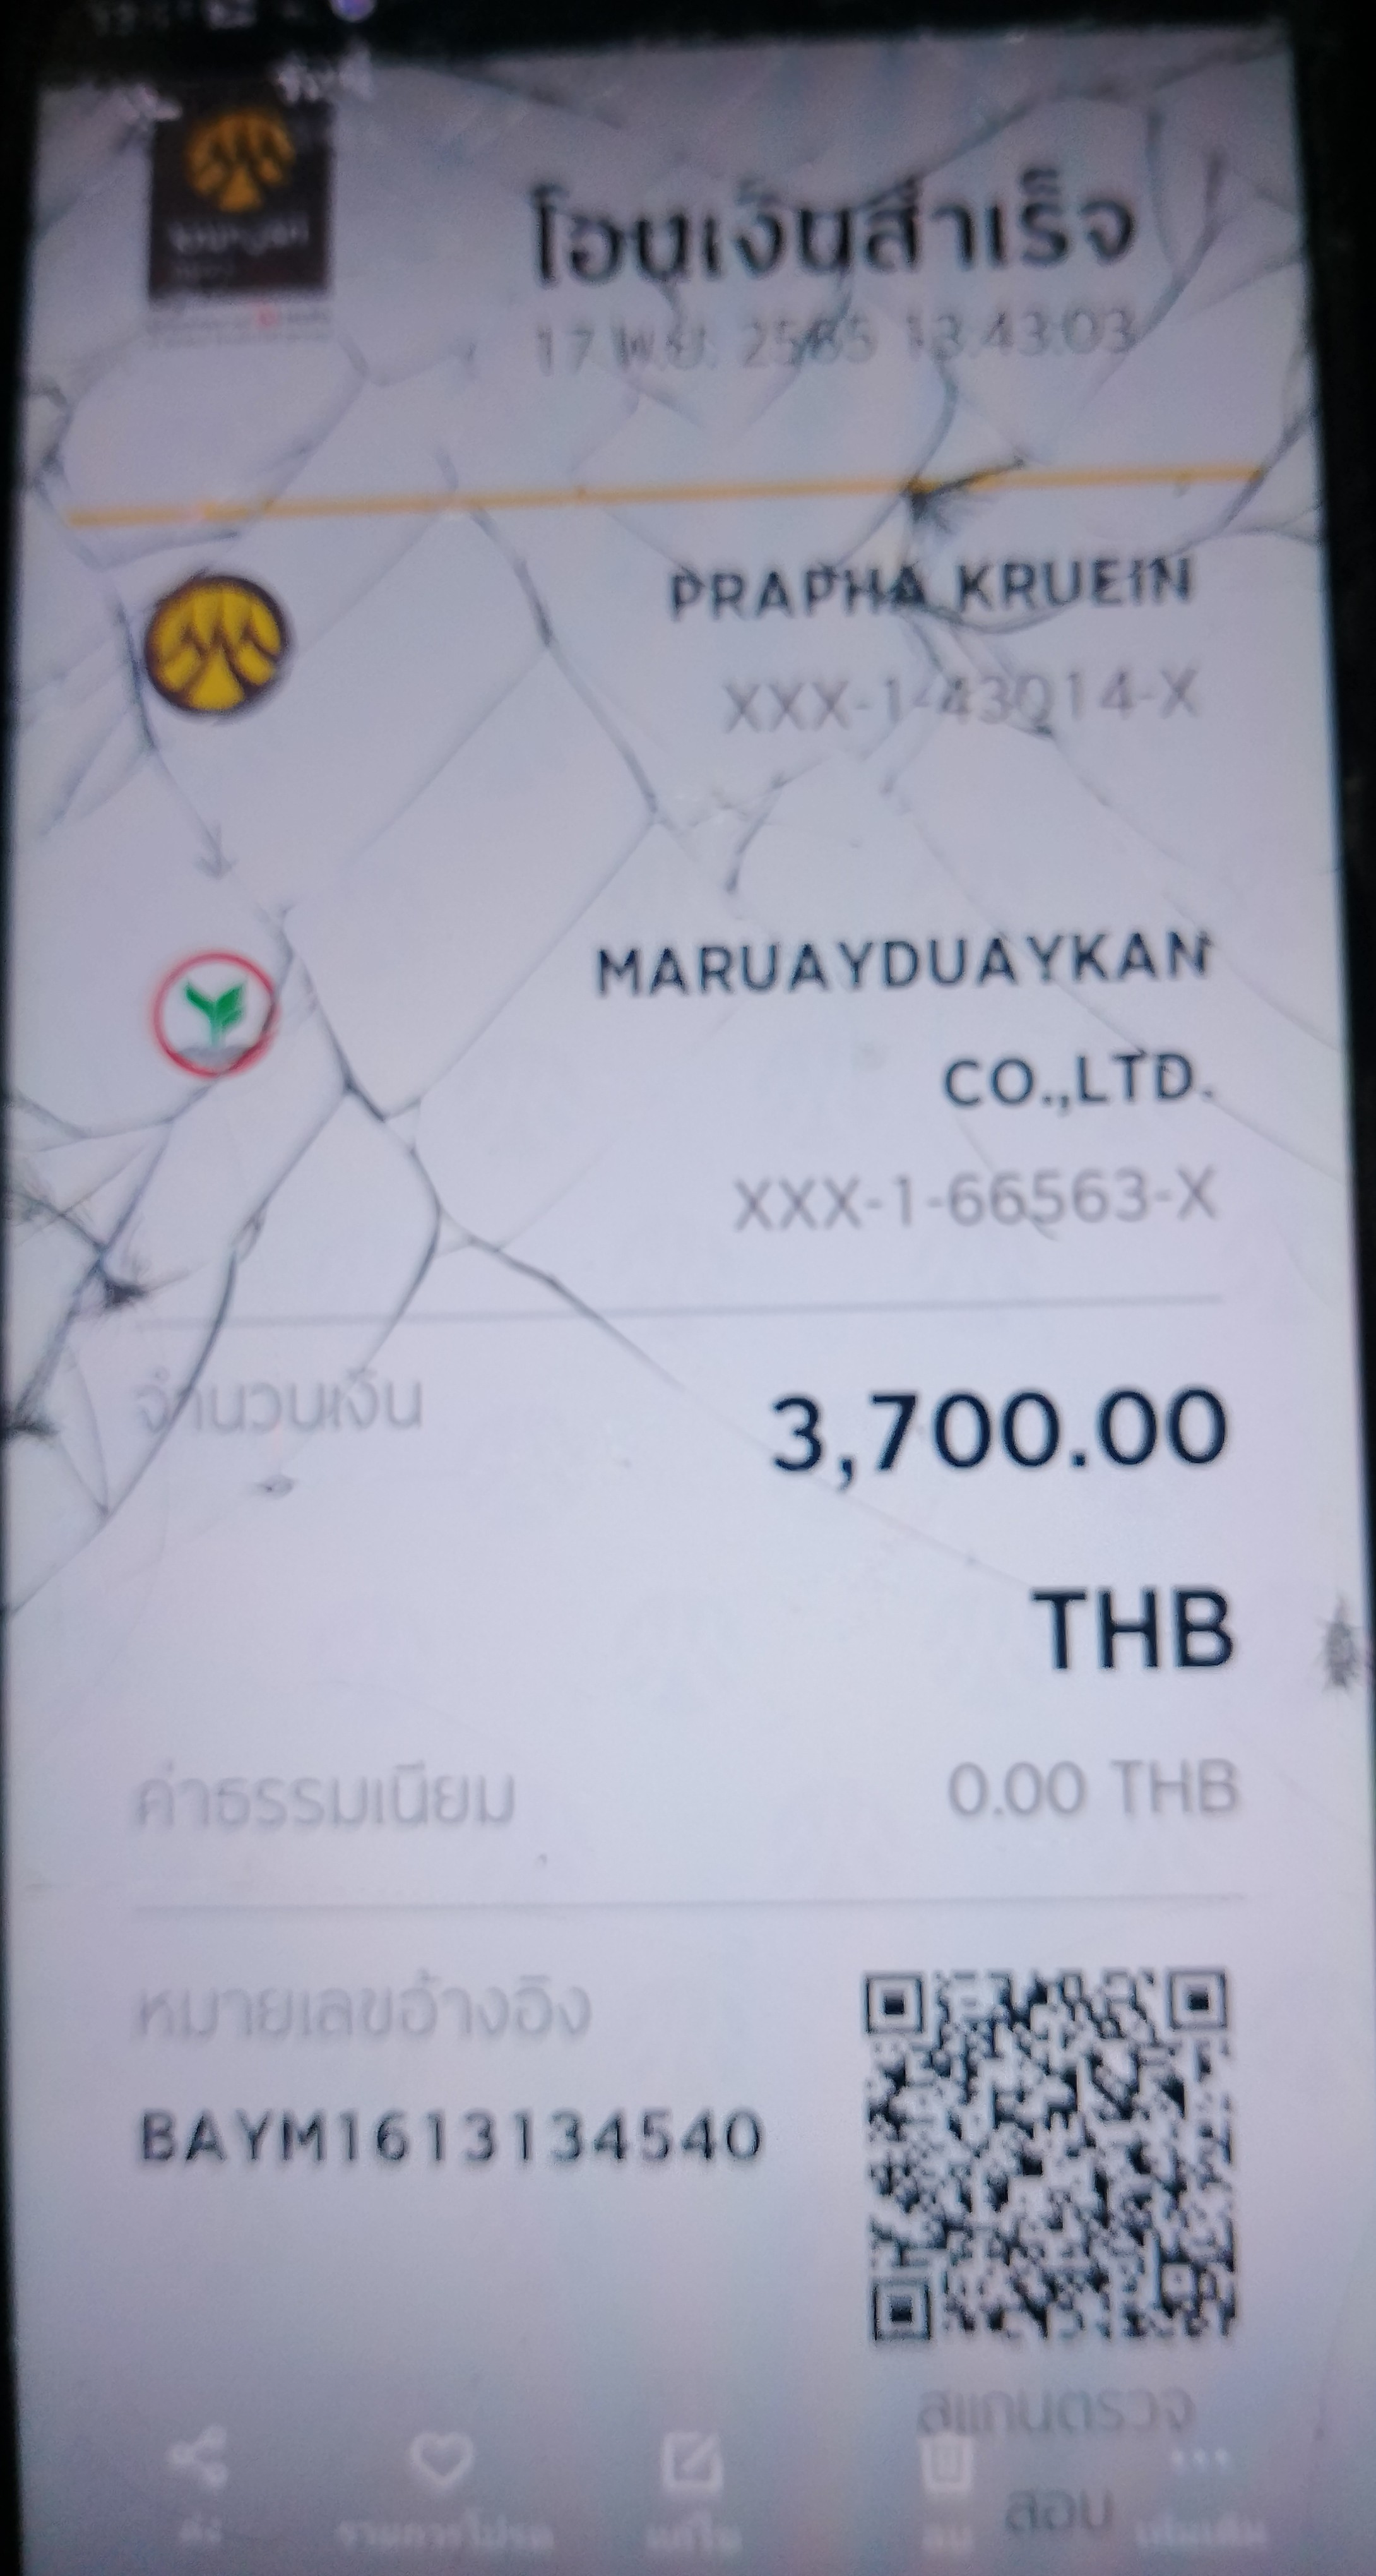 โอนเงินสำเร็จ
17 พ.ย. 2565 13:43:03
PRAPHA KRUEIN
XXX-1-43014-X
MARUAYDUAYKAN
CO.,LTD.
XXX-1-66563-X
จำนวนเงิน
3,700.00
THB
ค่าธรรมเนียม
0.00 THB
หมายเลขอ้างอิง
BAYM1613134540
สแกนตรวจ
สอบ